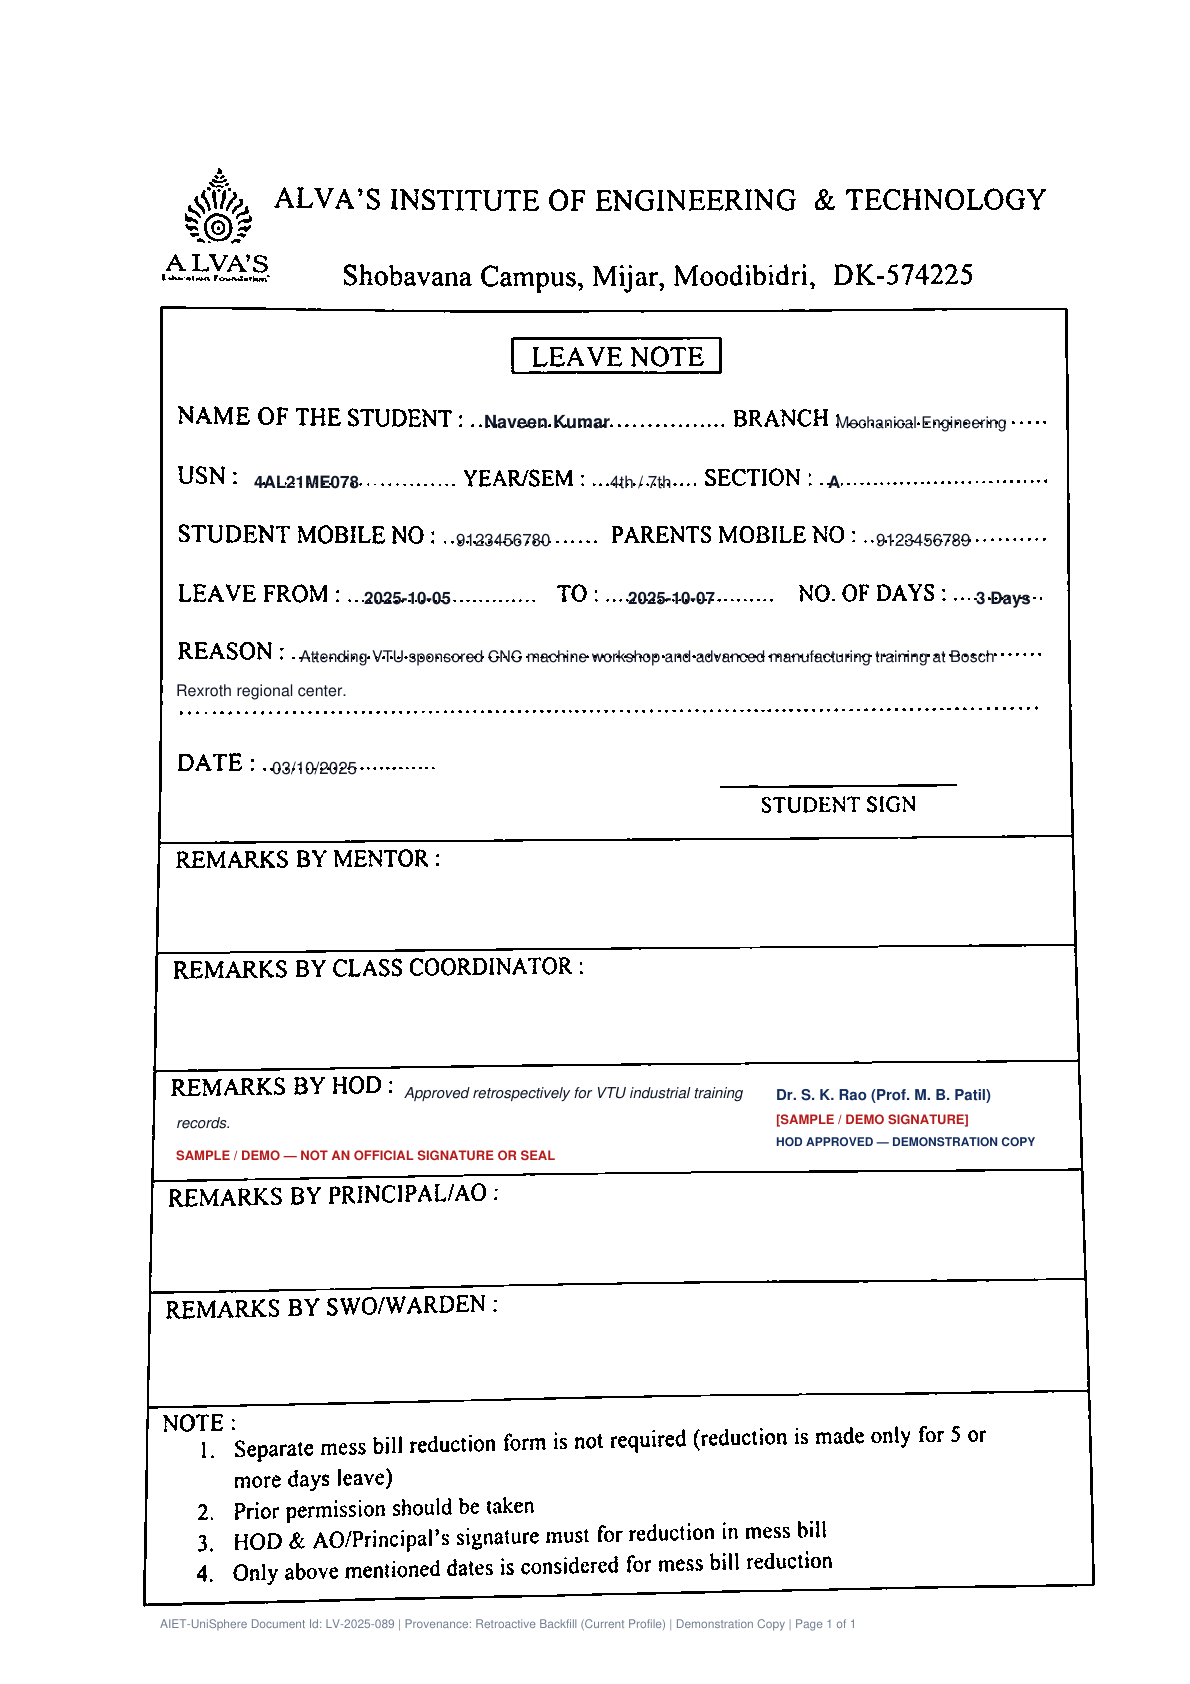 ALVA'S INSTITUTE OF ENGINEERING & TECHNOLOGY
ALVA'S
Education Foundation
Shobavana Campus, Mijar, Moodibidri, DK-574225
LEAVE NOTE
NAME OF THE STUDENT : ..Naveen Kumar................ BRANCH Mechanical Engineering .....
USN : 4AL21ME078.............. YEAR/SEM : ...4th / 7th.... SECTION : ..A...............................
STUDENT MOBILE NO : ..9123456780...... PARENTS MOBILE NO : ..9123456789..........
LEAVE FROM : ...2025-10-05............ TO : ....2025-10-07......... NO. OF DAYS : ....3 Days..
REASON : ..Attending VTU sponsored CNC machine workshop and advanced manufacturing training at Bosch......
Rexroth regional center.
DATE : ..03/10/2025...........
STUDENT SIGN
REMARKS BY MENTOR :
REMARKS BY CLASS COORDINATOR :
REMARKS BY HOD : Approved retrospectively for VTU industrial training
records.
SAMPLE / DEMO — NOT AN OFFICIAL SIGNATURE OR SEAL
Dr. S. K. Rao (Prof. M. B. Patil)
[SAMPLE / DEMO SIGNATURE]
HOD APPROVED — DEMONSTRATION COPY
REMARKS BY PRINCIPAL/AO :
REMARKS BY SWO/WARDEN :
NOTE :
1. Separate mess bill reduction form is not required (reduction is made only for 5 or
more days leave)
2. Prior permission should be taken
3. HOD & AO/Principal's signature must for reduction in mess bill
4. Only above mentioned dates is considered for mess bill reduction
AIET-UniSphere Document Id: LV-2025-089 | Provenance: Retroactive Backfill (Current Profile) | Demonstration Copy | Page 1 of 1